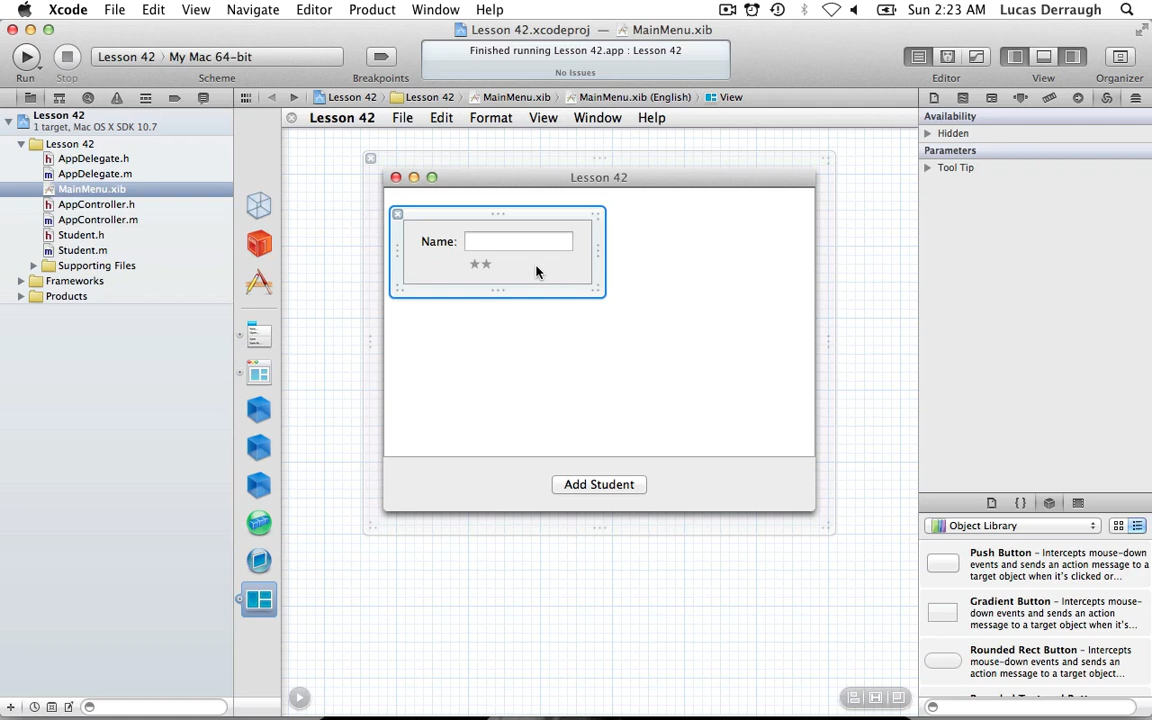 Xcode File Edit View Navigate Editor Product Window Help Sun 2:23 AM Lucas Derraugh
Lesson 42.xcodeproj — MainMenu.xib
Run Stop Lesson 42 › My Mac 64-bit Scheme Breakpoints
Finished running Lesson 42.app : Lesson 42
No Issues
Editor View Organizer
Lesson 42 Lesson 42 MainMenu.xib MainMenu.xib (English) View
Lesson 42
1 target, Mac OS X SDK 10.7
Lesson 42
AppDelegate.h
AppDelegate.m
MainMenu.xib
AppController.h
AppController.m
Student.h
Student.m
Supporting Files
Frameworks
Products
Lesson 42 File Edit Format View Window Help
Lesson 42
Name:
Add Student
Availability
Hidden
Parameters
Tool Tip
Object Library
Push Button – Intercepts mouse-down
events and sends an action message to a
target object when it's clicked or...
Gradient Button – Intercepts mouse-
down events and sends an action
message to a target object when it's...
Rounded Rect Button – Intercepts
mouse-down events and sends an
action message to a target object...